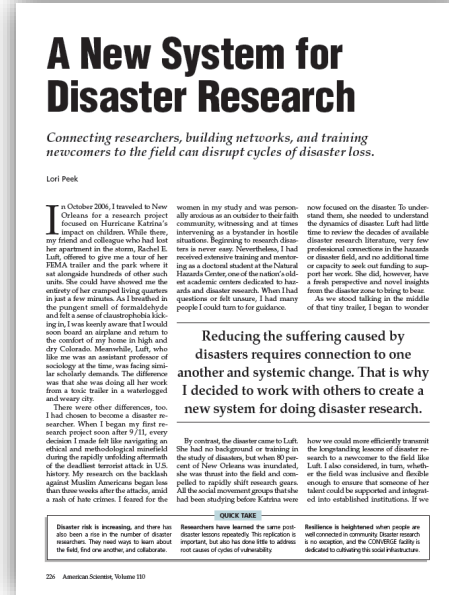 A New System for
Disaster Research
Connecting researchers, building networks, and training
newcomers to the field can disrupt cycles of disaster loss.
Lori Peek
In October 2006, I traveled to New
Orleans for a research project
focused on Hurricane Katrina's
impact on children. While there,
my friend and colleague who had lost
her apartment in the storm, Rachel E.
Luft, offered to give me a tour of her
FEMA trailer and the park where it
sat alongside hundreds of other such
units. She could have showed me the
entirety of her cramped living quarters
in just a few minutes. As I breathed in
the pungent smell of formaldehyde
and felt a sense of claustrophobia kick-
ing in, I was keenly aware that I would
soon board an airplane and return to
the comfort of my home in high and
dry Colorado. Meanwhile, Luft, who
like me was an assistant professor of
sociology at the time, was facing simi-
lar scholarly demands. The difference
was that she was doing all her work
from a toxic trailer in a waterlogged
and weary city.
There were other differences, too.
I had chosen to become a disaster re-
searcher. When I began my first re-
search project soon after 9/11, every
decision I made felt like navigating an
ethical and methodological minefield
during the rapidly unfolding aftermath
of the deadliest terrorist attack in U.S.
history. My research on the backlash
against Muslim Americans began less
than three weeks after the attacks, amid
a rash of hate crimes. I feared for the
women in my study and was person-
ally anxious as an outsider to their faith
community, witnessing and at times
intervening as a bystander in hostile
situations. Beginning to research disas-
ters is never easy. Nevertheless, I had
received extensive training and mentor-
ing as a doctoral student at the Natural
Hazards Center, one of the nation's old-
est academic centers dedicated to haz-
ards and disaster research. When I had
questions or felt unsure, I had many
people I could turn to for guidance.
By contrast, the disaster came to Luft.
She had no background or training in
the study of disasters, but when 80 per-
cent of New Orleans was inundated,
she was thrust into the field and com-
pelled to rapidly shift research gears.
All the social movement groups that she
had been studying before Katrina were
now focused on the disaster. To under-
stand them, she needed to understand
the dynamics of disaster. Luft had little
time to review the decades of available
disaster research literature, very few
professional connections in the hazards
or disaster field, and no additional time
or capacity to seek out funding to sup-
port her work. She did, however, have
a fresh perspective and novel insights
from the disaster zone to bring to bear.
As we stood sweltering in the middle
of that tiny trailer, I began to wonder
how we could more efficiently transmit
the longstanding lessons of disaster re-
search to a newcomer to the field like
Luft. I also considered, in turn, wheth-
er the field was inclusive and flexible
enough to ensure that someone of her
talent could be supported and integrat-
ed into established institutions. If we
Reducing the suffering caused by
disasters requires connection to one
another and systemic change. That is why
I decided to work with others to create a
new system for doing disaster research.
QUICK TAKE
Disaster risk is increasing, and there has
also been a rise in the number of disaster
researchers. They need ways to learn about
the field, find one another, and collaborate.
Researchers have learned the same post-
disaster lessons repeatedly. This replication is
important, but also has done little to address
root causes of cycles of vulnerability.
Resilience is heightened when people are
well connected in community. Disaster research
is no exception, and the CONVERGE facility is
dedicated to cultivating this social infrastructure.
226 American Scientist, Volume 110